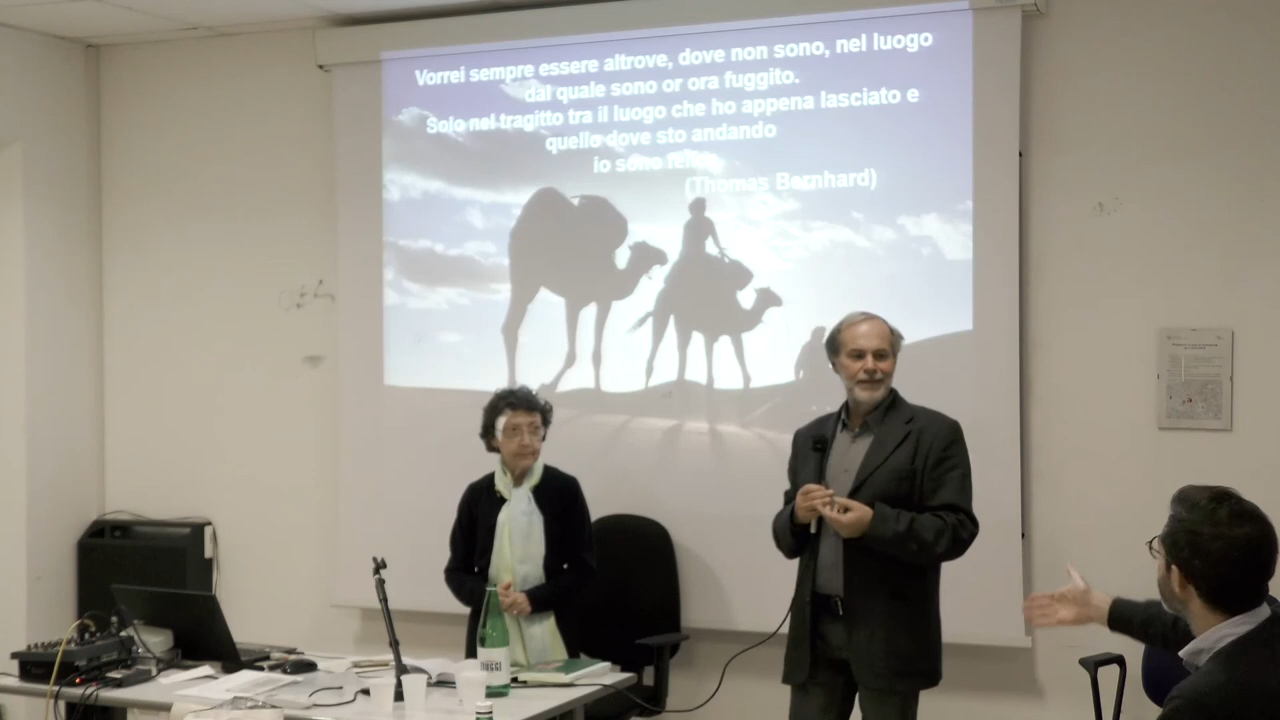 Vorrei sempre essere altrove, dove non sono, nel luogo
dal quale sono or ora fuggito.
Solo nel tragitto tra il luogo che ho appena lasciato e
quello dove sto andando
io sono
(Thomas Bernhard)